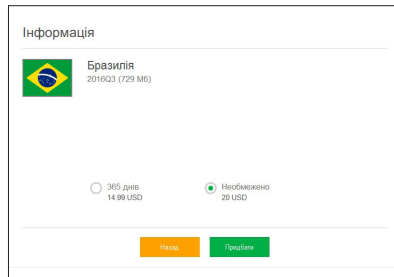 Інформація
Бразилія
2016Q3 (729 Мб)
365 днів
14.99 USD
Необмежено
20 USD
Назад
Придбати